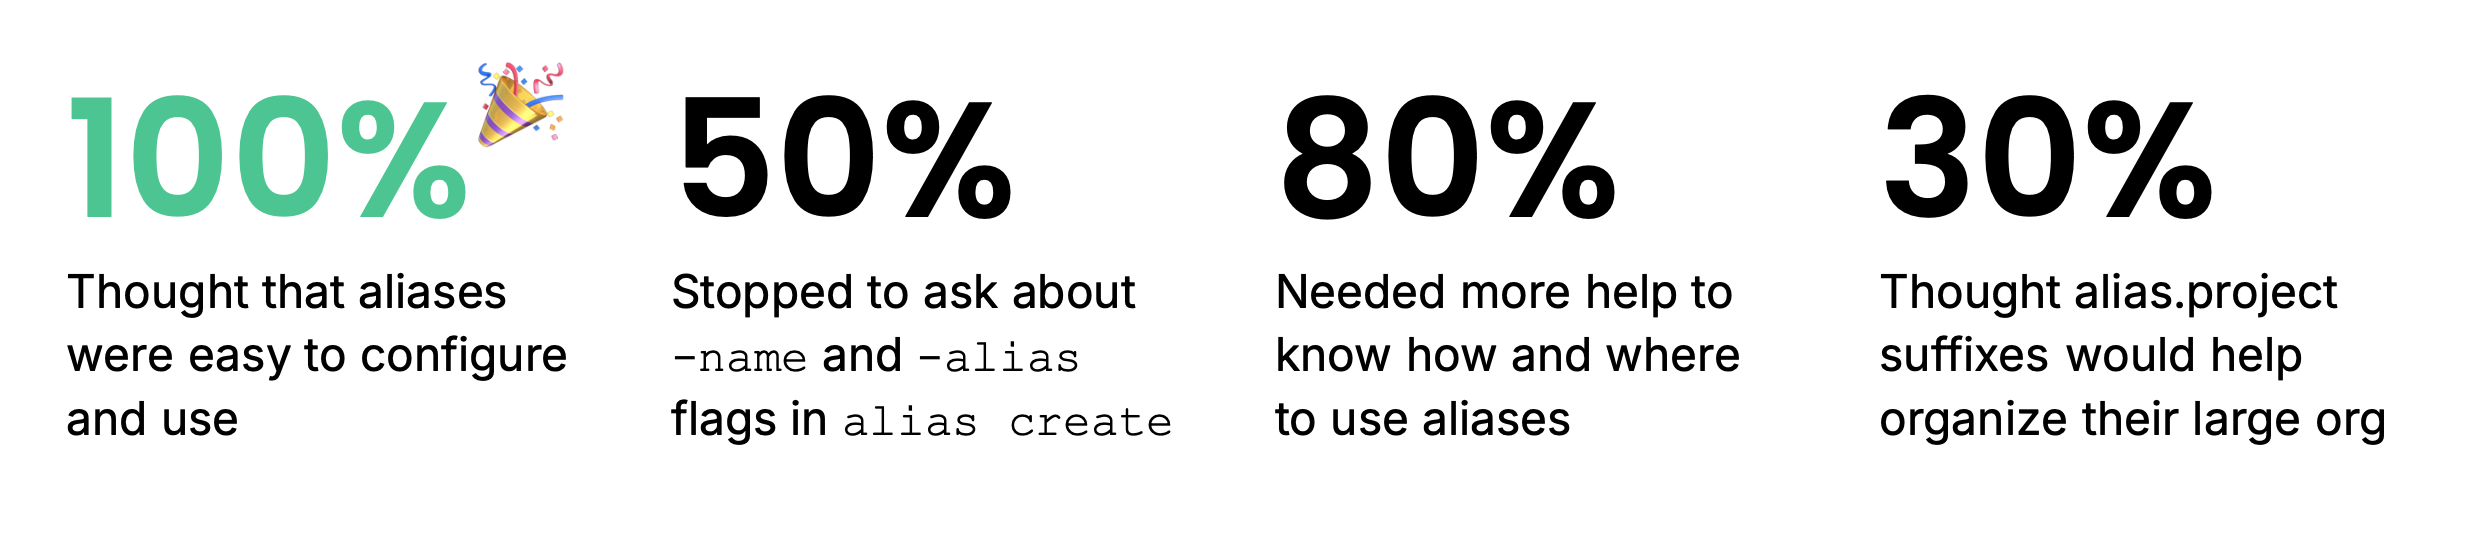 100%🎉
Thought that aliases
were easy to configure
and use
50%
Stopped to ask about
-name and -alias
flags in alias create
80%
Needed more help to
know how and where
to use aliases
30%
Thought alias.project
suffixes would help
organize their large org